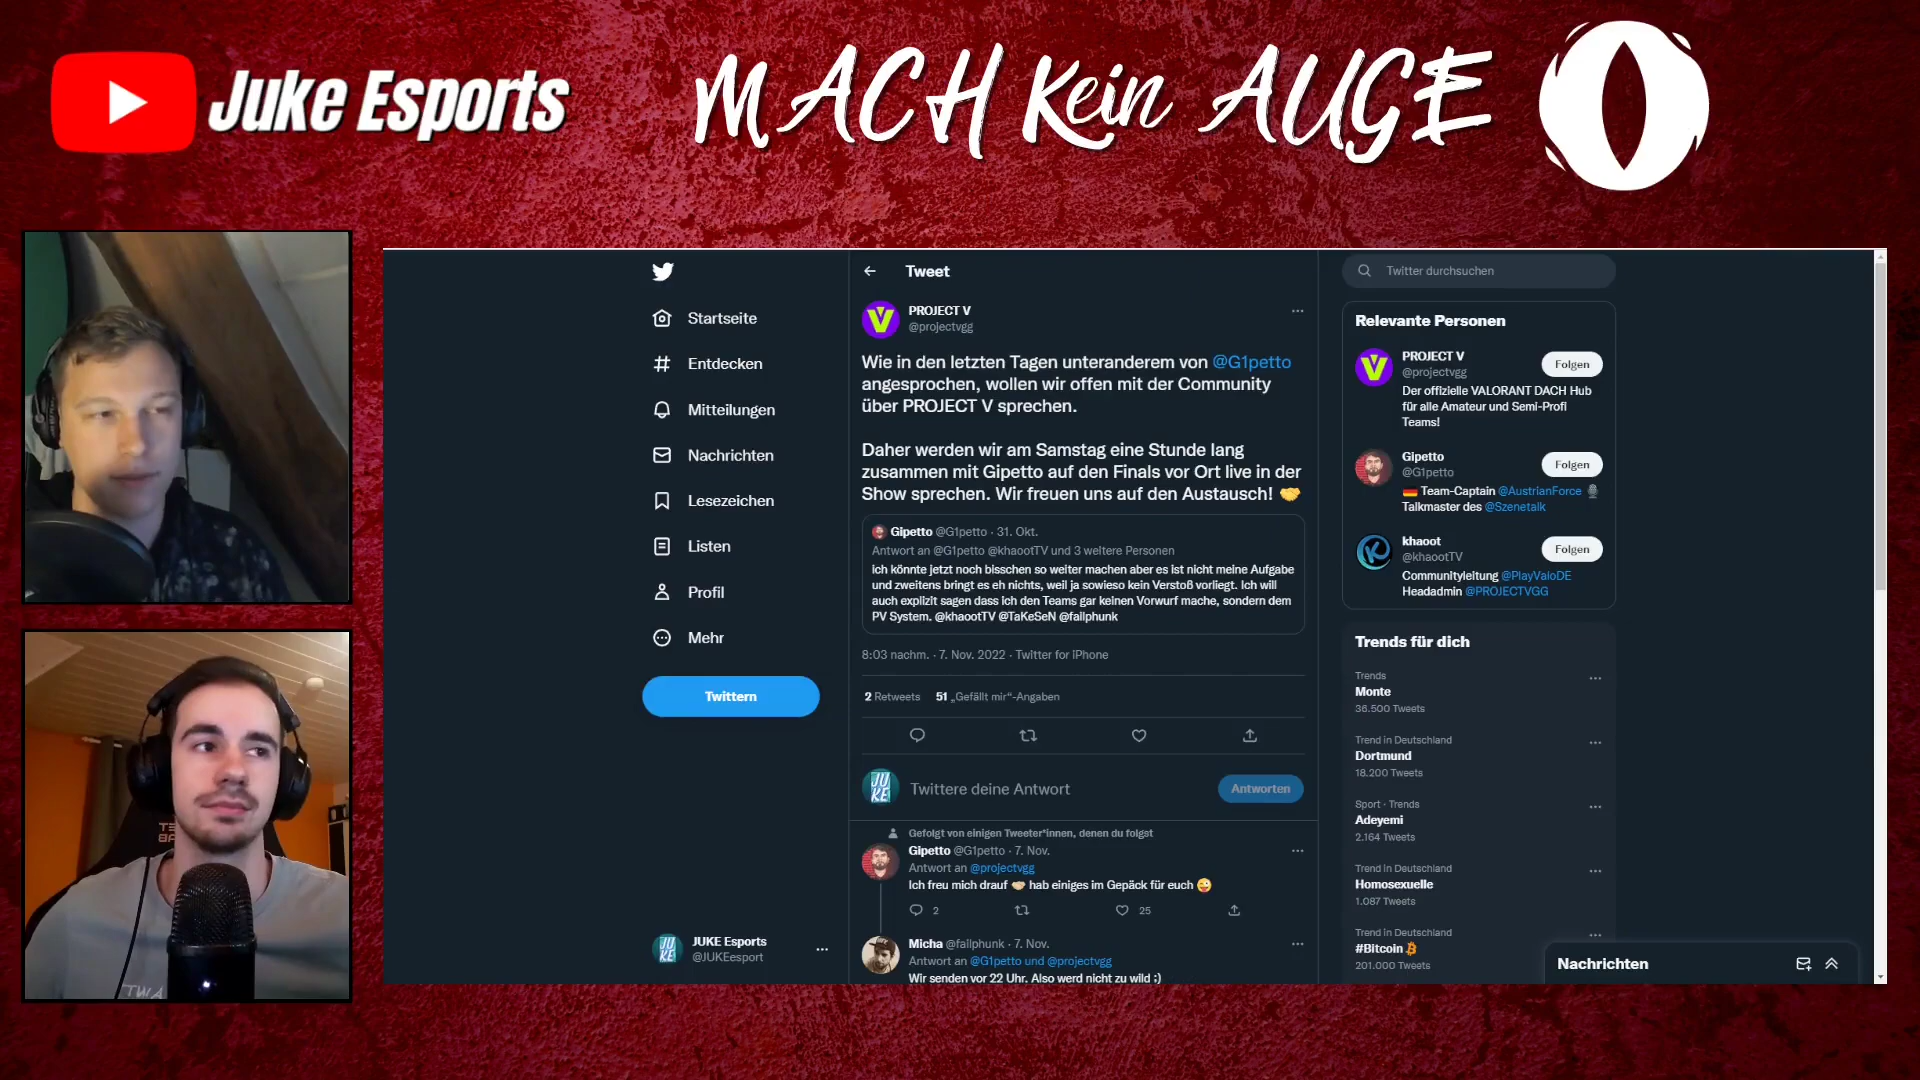 Juke Esports
MACH Kein AUGE
Startseite
Entdecken
Mitteilungen
Nachrichten
Lesezeichen
Listen
Profil
Mehr
Twittern
JUKE Esports
@JUKEesport
Tweet
PROJECT V
@projectvgg
Wie in den letzten Tagen unteranderem von @G1petto
angesprochen, wollen wir offen mit der Community
über PROJECT V sprechen.
Daher werden wir am Samstag eine Stunde lang
zusammen mit Gipetto auf den Finals vor Ort live in der
Show sprechen. Wir freuen uns auf den Austausch! 🤝
Gipetto @G1petto · 31. Okt.
Antwort an @G1petto @khaootTV und 3 weitere Personen
Ich könnte jetzt noch bisschen so weiter machen aber es ist nicht meine Aufgabe
und zweitens bringt es eh nichts, weil ja sowieso kein Verstoß vorliegt. Ich will
auch explizit sagen dass ich den Teams gar keinen Vorwurf mache, sondern dem
PV System. @khaootTV @TaKeSeN @fallphunk
8:03 nachm. · 7. Nov. 2022 · Twitter for iPhone
2 Retweets 51 „Gefällt mir“-Angaben
JU
KE
Twittere deine Antwort
Antworten
Gefolgt von einigen Tweeter*innen, denen du folgst
Gipetto @G1petto · 7. Nov.
Antwort an @projectvgg
Ich freu mich drauf 🤝 hab einiges im Gepäck für euch 😜
2 25
Micha @fallphunk · 7. Nov.
Antwort an @G1petto und @projectvgg
Wir senden vor 22 Uhr. Also werd nicht zu wild ;)
Twitter durchsuchen
Relevante Personen
PROJECT V
@projectvgg
Folgen
Der offizielle VALORANT DACH Hub
für alle Amateur und Semi-Profi
Teams!
Gipetto
@G1petto
Folgen
🇩🇪 Team-Captain @AustrianForce 🎙️
Talkmaster des @Szenetalk
khaoot
@khaootTV
Folgen
Communityleitung @PlayValoDE
Headadmin @PROJECTVGG
Trends für dich
Trends
Monte
36.500 Tweets
Trend in Deutschland
Dortmund
18.200 Tweets
Sport · Trends
Adeyemi
2.164 Tweets
Trend in Deutschland
Homosexuelle
1.087 Tweets
Trend in Deutschland
#Bitcoin
201.000 Tweets
Nachrichten